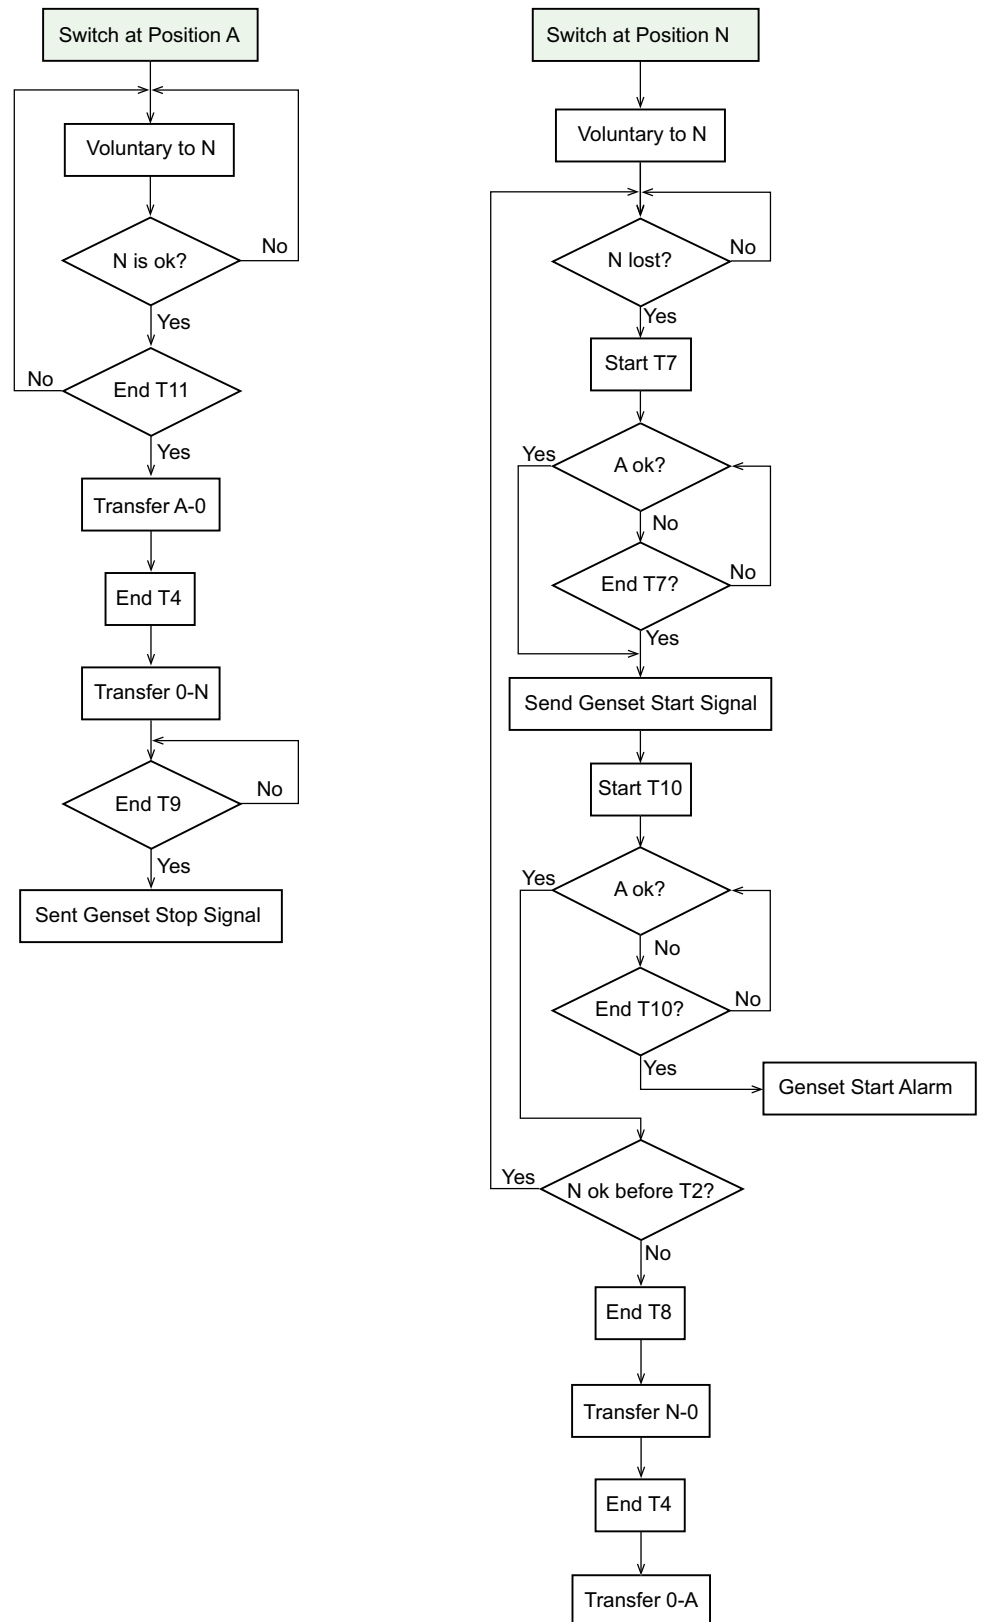 Switch at Position A
Voluntary to N
N is ok?
No
Yes
End T11
No
Yes
Transfer A-0
End T4
Transfer 0-N
End T9
No
Yes
Sent Genset Stop Signal
Switch at Position N
Voluntary to N
N lost?
No
Yes
Start T7
A ok?
Yes
No
End T7?
No
Yes
Send Genset Start Signal
Start T10
A ok?
Yes
No
End T10?
No
Yes
Genset Start Alarm
N ok before T2?
Yes
No
End T8
Transfer N-0
End T4
Transfer 0-A